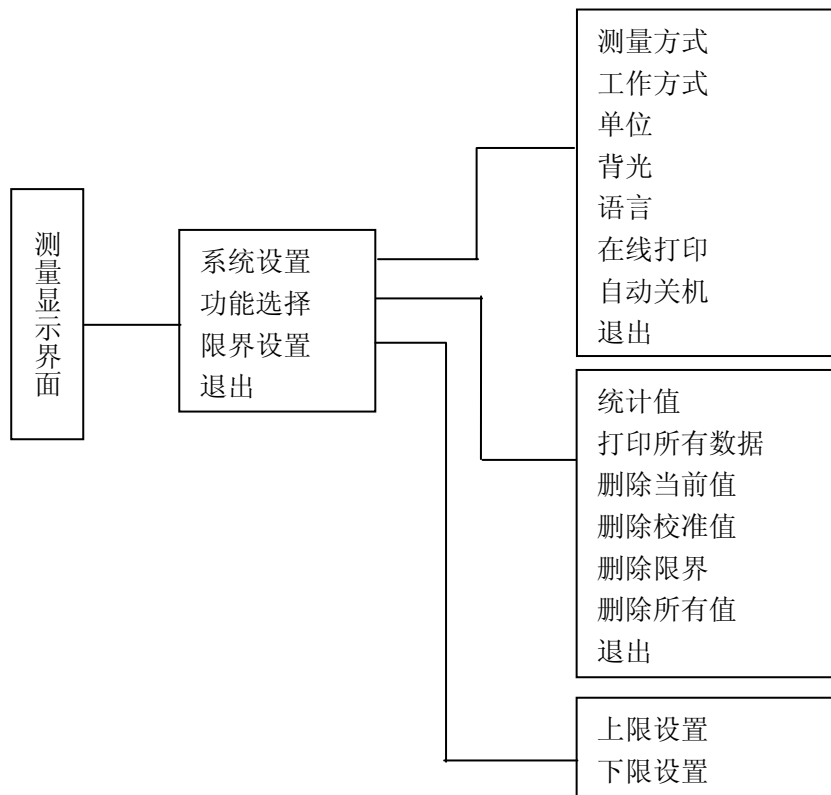 测量显示界面
系统设置
功能选择
限界设置
退出
测量方式
工作方式
单位
背光
语言
在线打印
自动关机
退出
统计值
打印所有数据
删除当前值
删除校准值
删除限界
删除所有值
退出
上限设置
下限设置